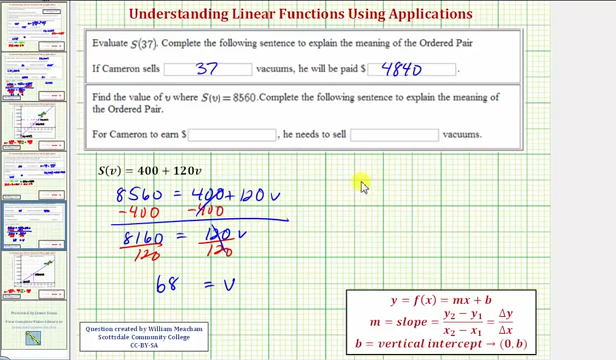 Understanding Linear Functions Using Applications
Evaluate S(37). Complete the following sentence to explain the meaning of the Ordered Pair
If Cameron sells 37 vacuums, he will be paid $ 4840 .
Find the value of v where S(v) = 8560. Complete the following sentence to explain the meaning of
the Ordered Pair.
For Cameron to earn $ , he needs to sell vacuums.
S(v) = 400 + 120v
8560 = 400 + 120 v
-400 -400
8160 = 120 v
120 120
68 = v
Question created by William Meacham
Scottsdale Community College
CC-BY-SA
y = f(x) = mx + b
m = slope = y₂ − y₁ / x₂ − x₁ = Δy / Δx
b = vertical intercept → (0, b)